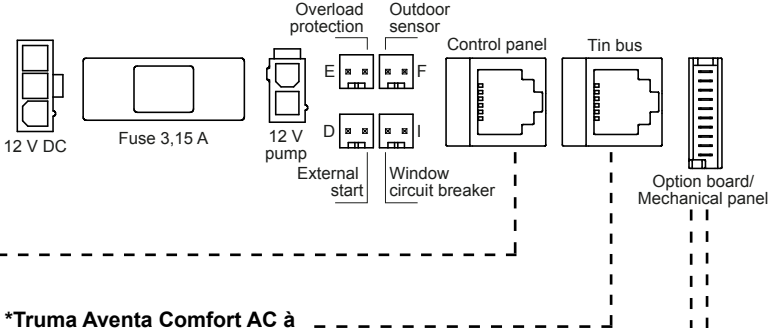 Overload
protection
Outdoor
sensor
Control panel
Tin bus
E
F
12 V DC
Fuse 3,15 A
12 V
pump
D
I
External
start
Window
circuit breaker
Option board/
Mechanical panel
*Truma Aventa Comfort AC à